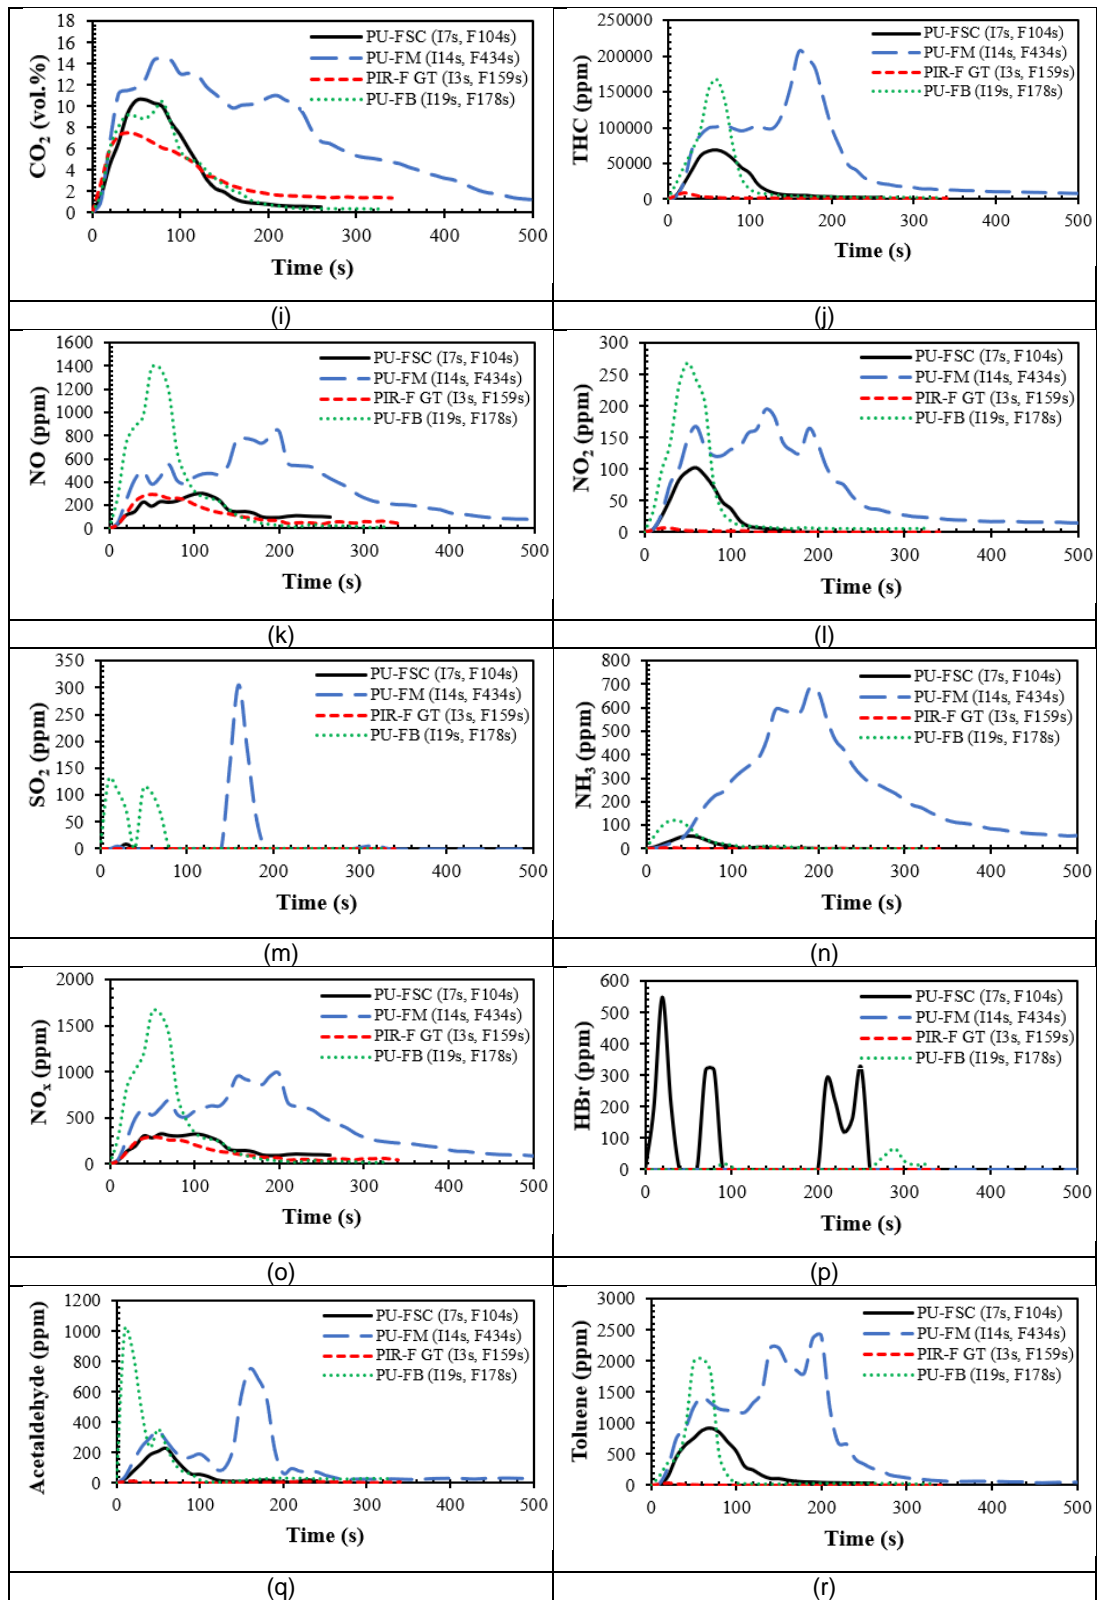 18
16
14
12
10
8
6
4
2
0
CO2 (vol.%)
PU-FSC (I7s, F104s)
PU-FM (I14s, F434s)
PIR-F GT (I3s, F159s)
PU-FB (I19s, F178s)
0 100 200 300 400 500
Time (s)
250000
200000
150000
100000
50000
0
THC (ppm)
PU-FSC (I7s, F104s)
PU-FM (I14s, F434s)
PIR-F GT (I3s, F159s)
PU-FB (I19s, F178s)
0 100 200 300 400 500
Time (s)
(i)
(j)
1600
1400
1200
1000
800
600
400
200
0
NO (ppm)
PU-FSC (I7s, F104s)
PU-FM (I14s, F434s)
PIR-F GT (I3s, F159s)
PU-FB (I19s, F178s)
0 100 200 300 400 500
Time (s)
300
250
200
150
100
50
0
NO2 (ppm)
PU-FSC (I7s, F104s)
PU-FM (I14s, F434s)
PIR-F GT (I3s, F159s)
PU-FB (I19s, F178s)
0 100 200 300 400 500
Time (s)
(k)
(l)
350
300
250
200
150
100
50
0
SO2 (ppm)
PU-FSC (I7s, F104s)
PU-FM (I14s, F434s)
PIR-F GT (I3s, F159s)
PU-FB (I19s, F178s)
0 100 200 300 400 500
Time (s)
800
700
600
500
400
300
200
100
0
NH3 (ppm)
PU-FSC (I7s, F104s)
PU-FM (I14s, F434s)
PIR-F GT (I3s, F159s)
PU-FB (I19s, F178s)
0 100 200 300 400 500
Time (s)
(m)
(n)
2000
1500
1000
500
0
NOx (ppm)
PU-FSC (I7s, F104s)
PU-FM (I14s, F434s)
PIR-F GT (I3s, F159s)
PU-FB (I19s, F178s)
0 100 200 300 400 500
Time (s)
600
500
400
300
200
100
0
HBr (ppm)
PU-FSC (I7s, F104s)
PU-FM (I14s, F434s)
PIR-F GT (I3s, F159s)
PU-FB (I19s, F178s)
0 100 200 300 400 500
Time (s)
(o)
(p)
1200
1000
800
600
400
200
0
Acetaldehyde (ppm)
PU-FSC (I7s, F104s)
PU-FM (I14s, F434s)
PIR-F GT (I3s, F159s)
PU-FB (I19s, F178s)
0 100 200 300 400 500
Time (s)
3000
2500
2000
1500
1000
500
0
Toluene (ppm)
PU-FSC (I7s, F104s)
PU-FM (I14s, F434s)
PIR-F GT (I3s, F159s)
PU-FB (I19s, F178s)
0 100 200 300 400 500
Time (s)
(q)
(r)